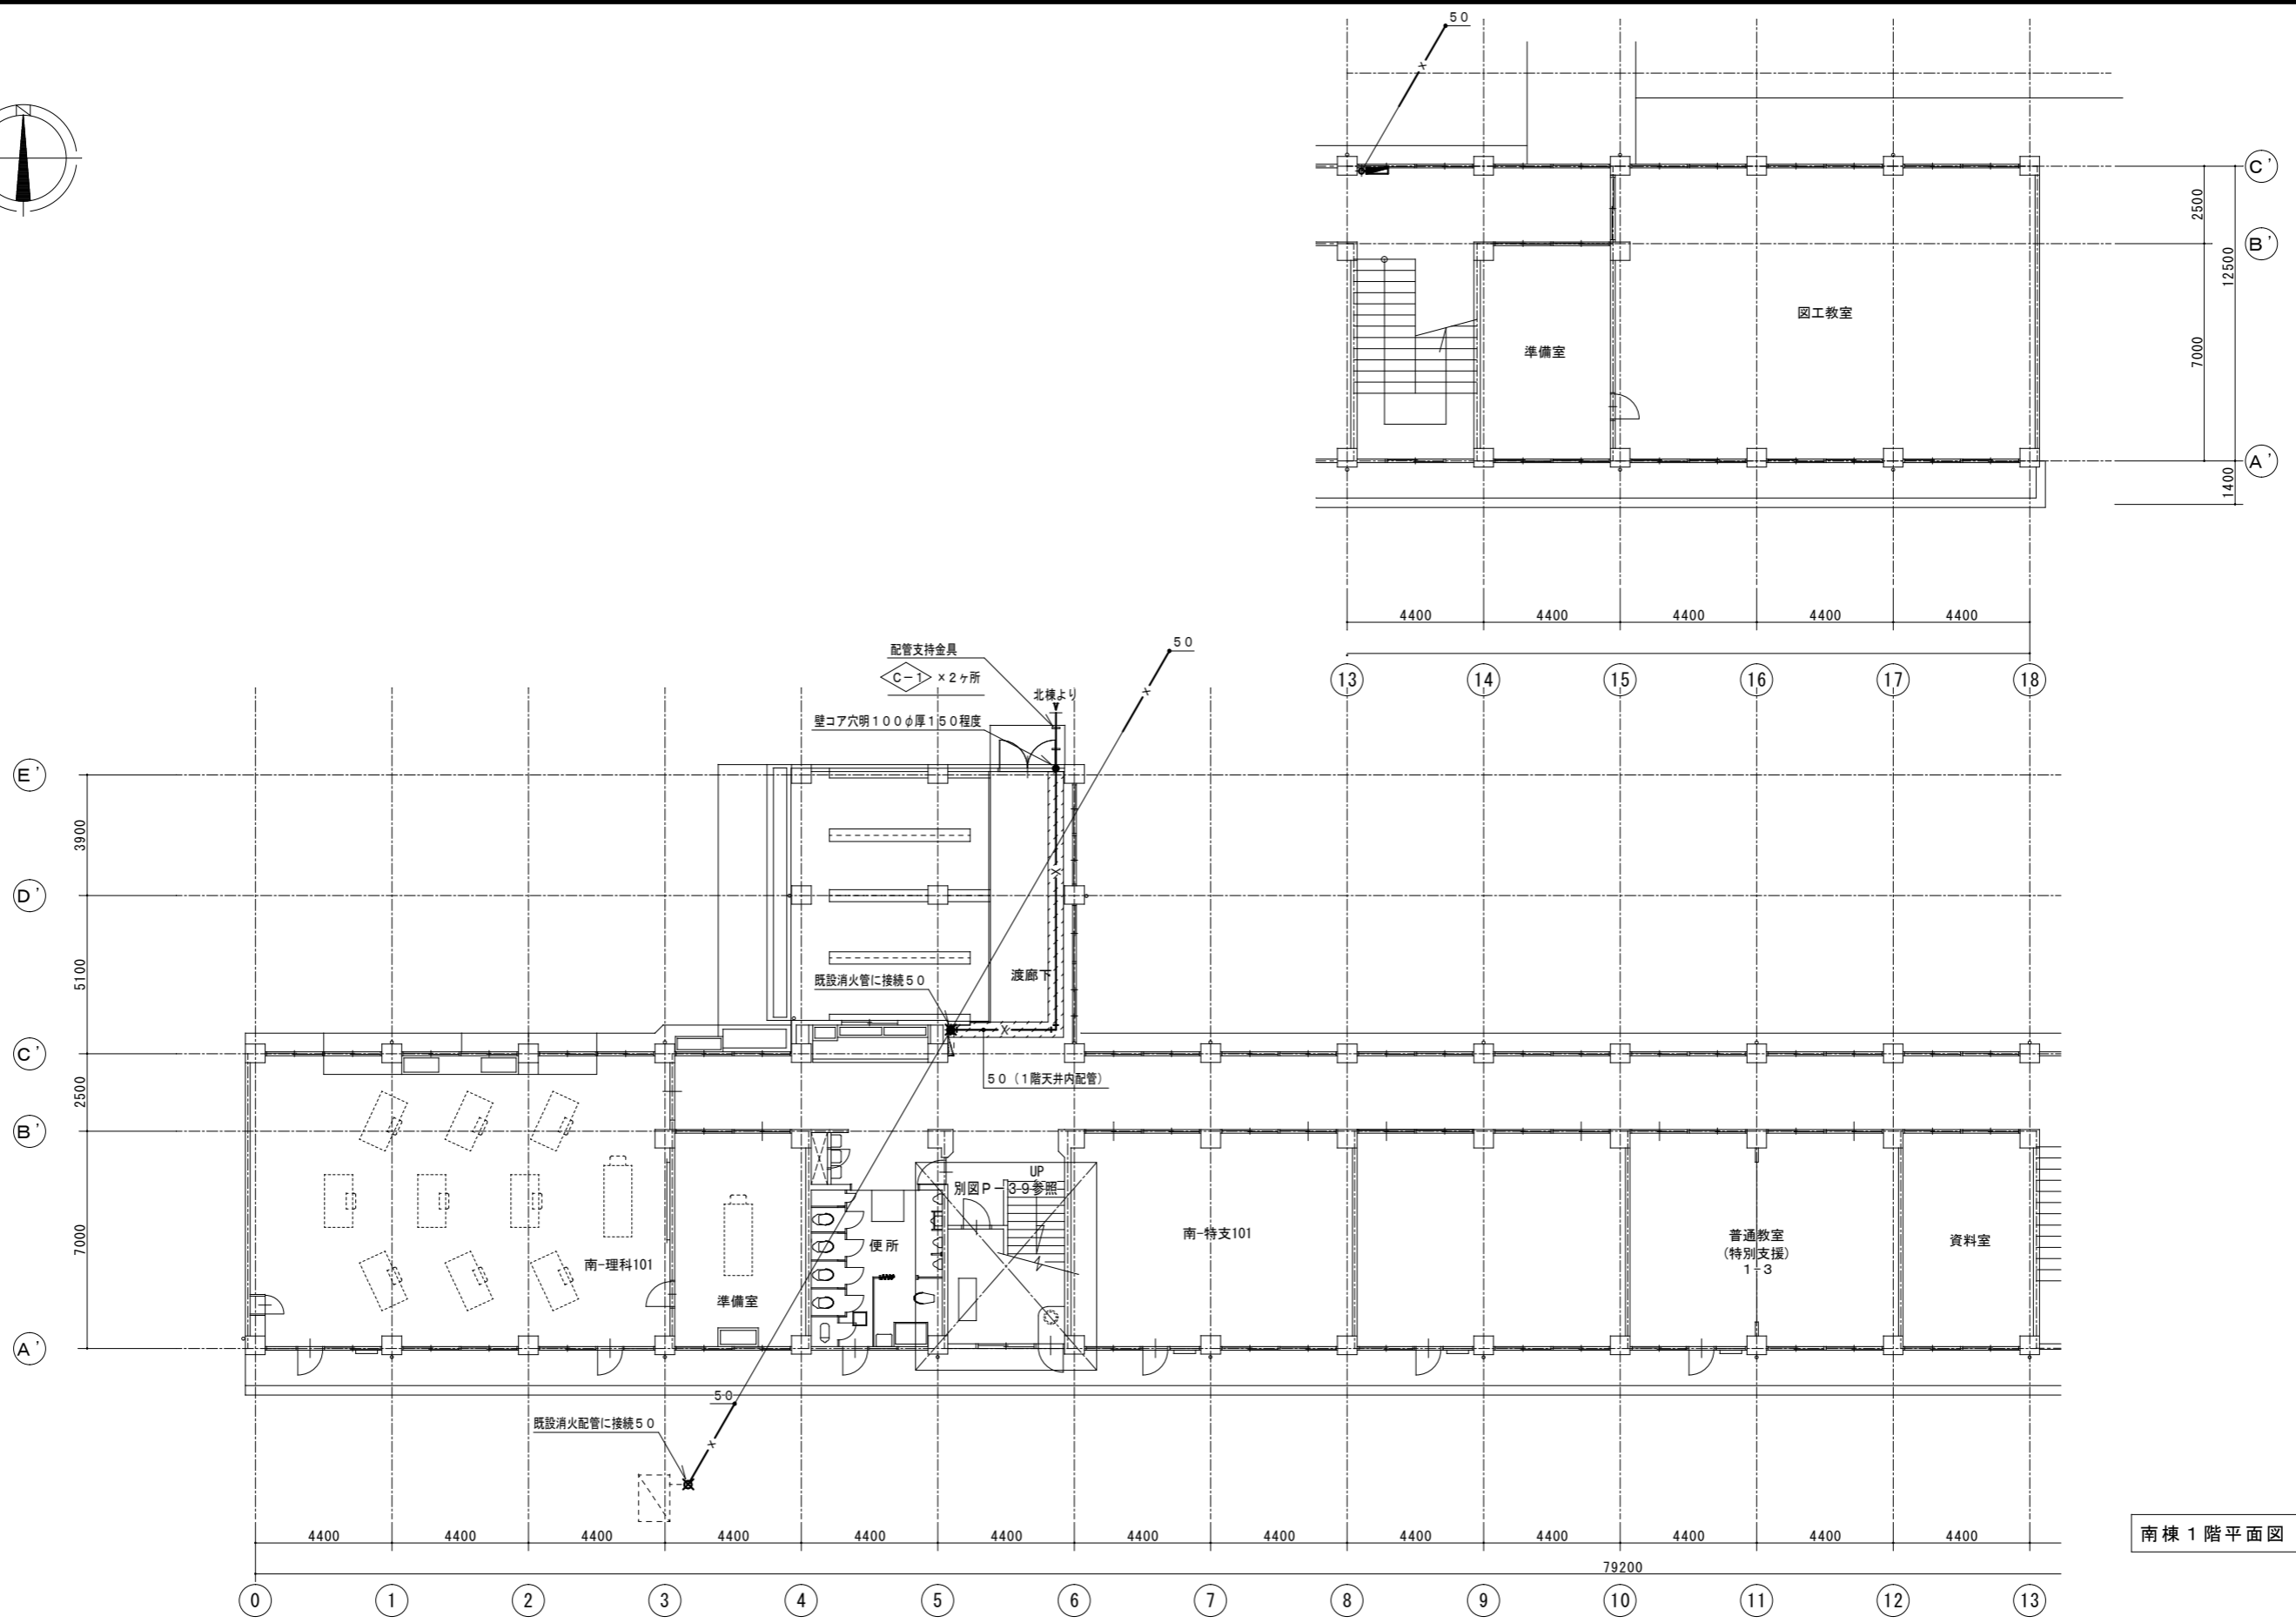 N
50
C'
2500
B'
12500
図工教室
準備室
7000
A'
1400
4400 4400 4400 4400 4400
13 14 15 16 17 18
配管支持金具
C-1 ×2ヶ所
50
北棟より
壁コア穴明100φ厚150程度
E'
3900
D'
5100
渡廊下
既設消火管に接続50
C'
50(1階天井内配管)
2500
B'
UP
別図P-3-9参照
7000
南-理科101
準備室
便所
南-特支101
普通教室
(特別支援)
1-3
資料室
A'
50
既設消火配管に接続50
4400 4400 4400 4400 4400 4400 4400 4400 4400 4400 4400 4400 4400
79200
0 1 2 3 4 5 6 7 8 9 10 11 12 13
南棟1階平面図